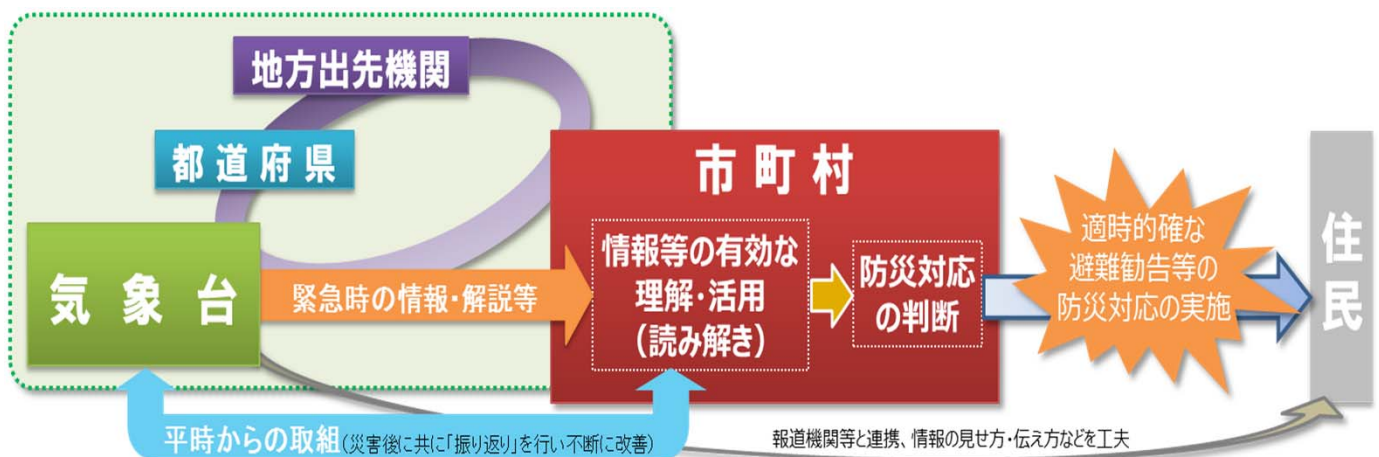 地方出先機関
都道府県
気象台
緊急時の情報・解説等
市町村
情報等の有効な
理解・活用
(読み解き)
防災対応
の判断
適時的確な
避難勧告等の
防災対応の実施
住民
平時からの取組(災害後に共に「振り返り」を行い不断に改善)
報道機関等と連携、情報の見せ方・伝え方などを工夫